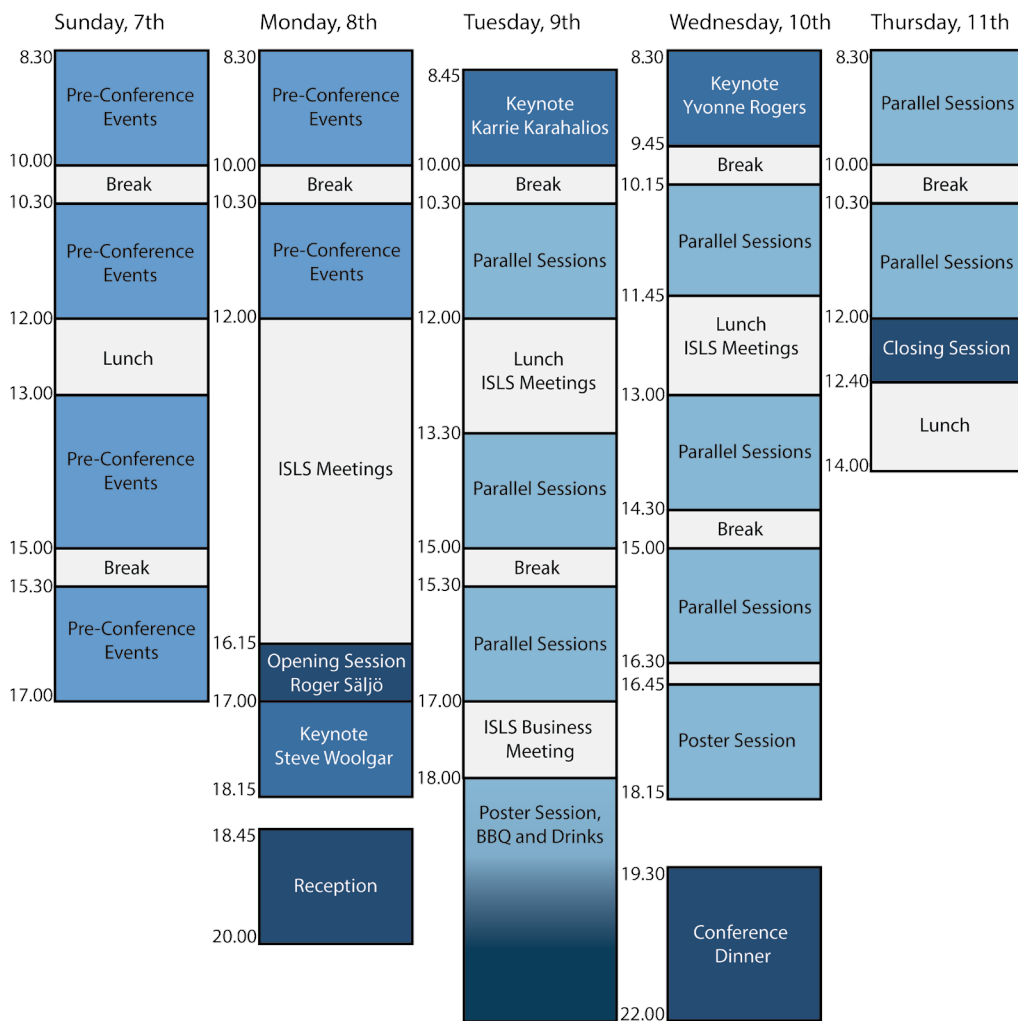 Sunday, 7th
8.30
Pre-Conference
Events
10.00
Break
10.30
Pre-Conference
Events
12.00
Lunch
13.00
Pre-Conference
Events
15.00
Break
15.30
Pre-Conference
Events
17.00
Monday, 8th
8.30
Pre-Conference
Events
10.00
Break
10.30
Pre-Conference
Events
12.00
ISLS Meetings
16.15
Opening Session
Roger Säljö
17.00
Keynote
Steve Woolgar
18.15
18.45
Reception
20.00
Tuesday, 9th
8.45
Keynote
Karrie Karahalios
10.00
Break
10.30
Parallel Sessions
12.00
Lunch
ISLS Meetings
13.30
Parallel Sessions
15.00
Break
15.30
Parallel Sessions
17.00
ISLS Business
Meeting
18.00
Poster Session,
BBQ and Drinks
Wednesday, 10th
8.30
Keynote
Yvonne Rogers
9.45
Break
10.15
Parallel Sessions
11.45
Lunch
ISLS Meetings
13.00
Parallel Sessions
14.30
Break
15.00
Parallel Sessions
16.30
16.45
Poster Session
18.15
19.30
Conference
Dinner
22.00
Thursday, 11th
8.30
Parallel Sessions
10.00
Break
10.30
Parallel Sessions
12.00
Closing Session
12.40
Lunch
14.00